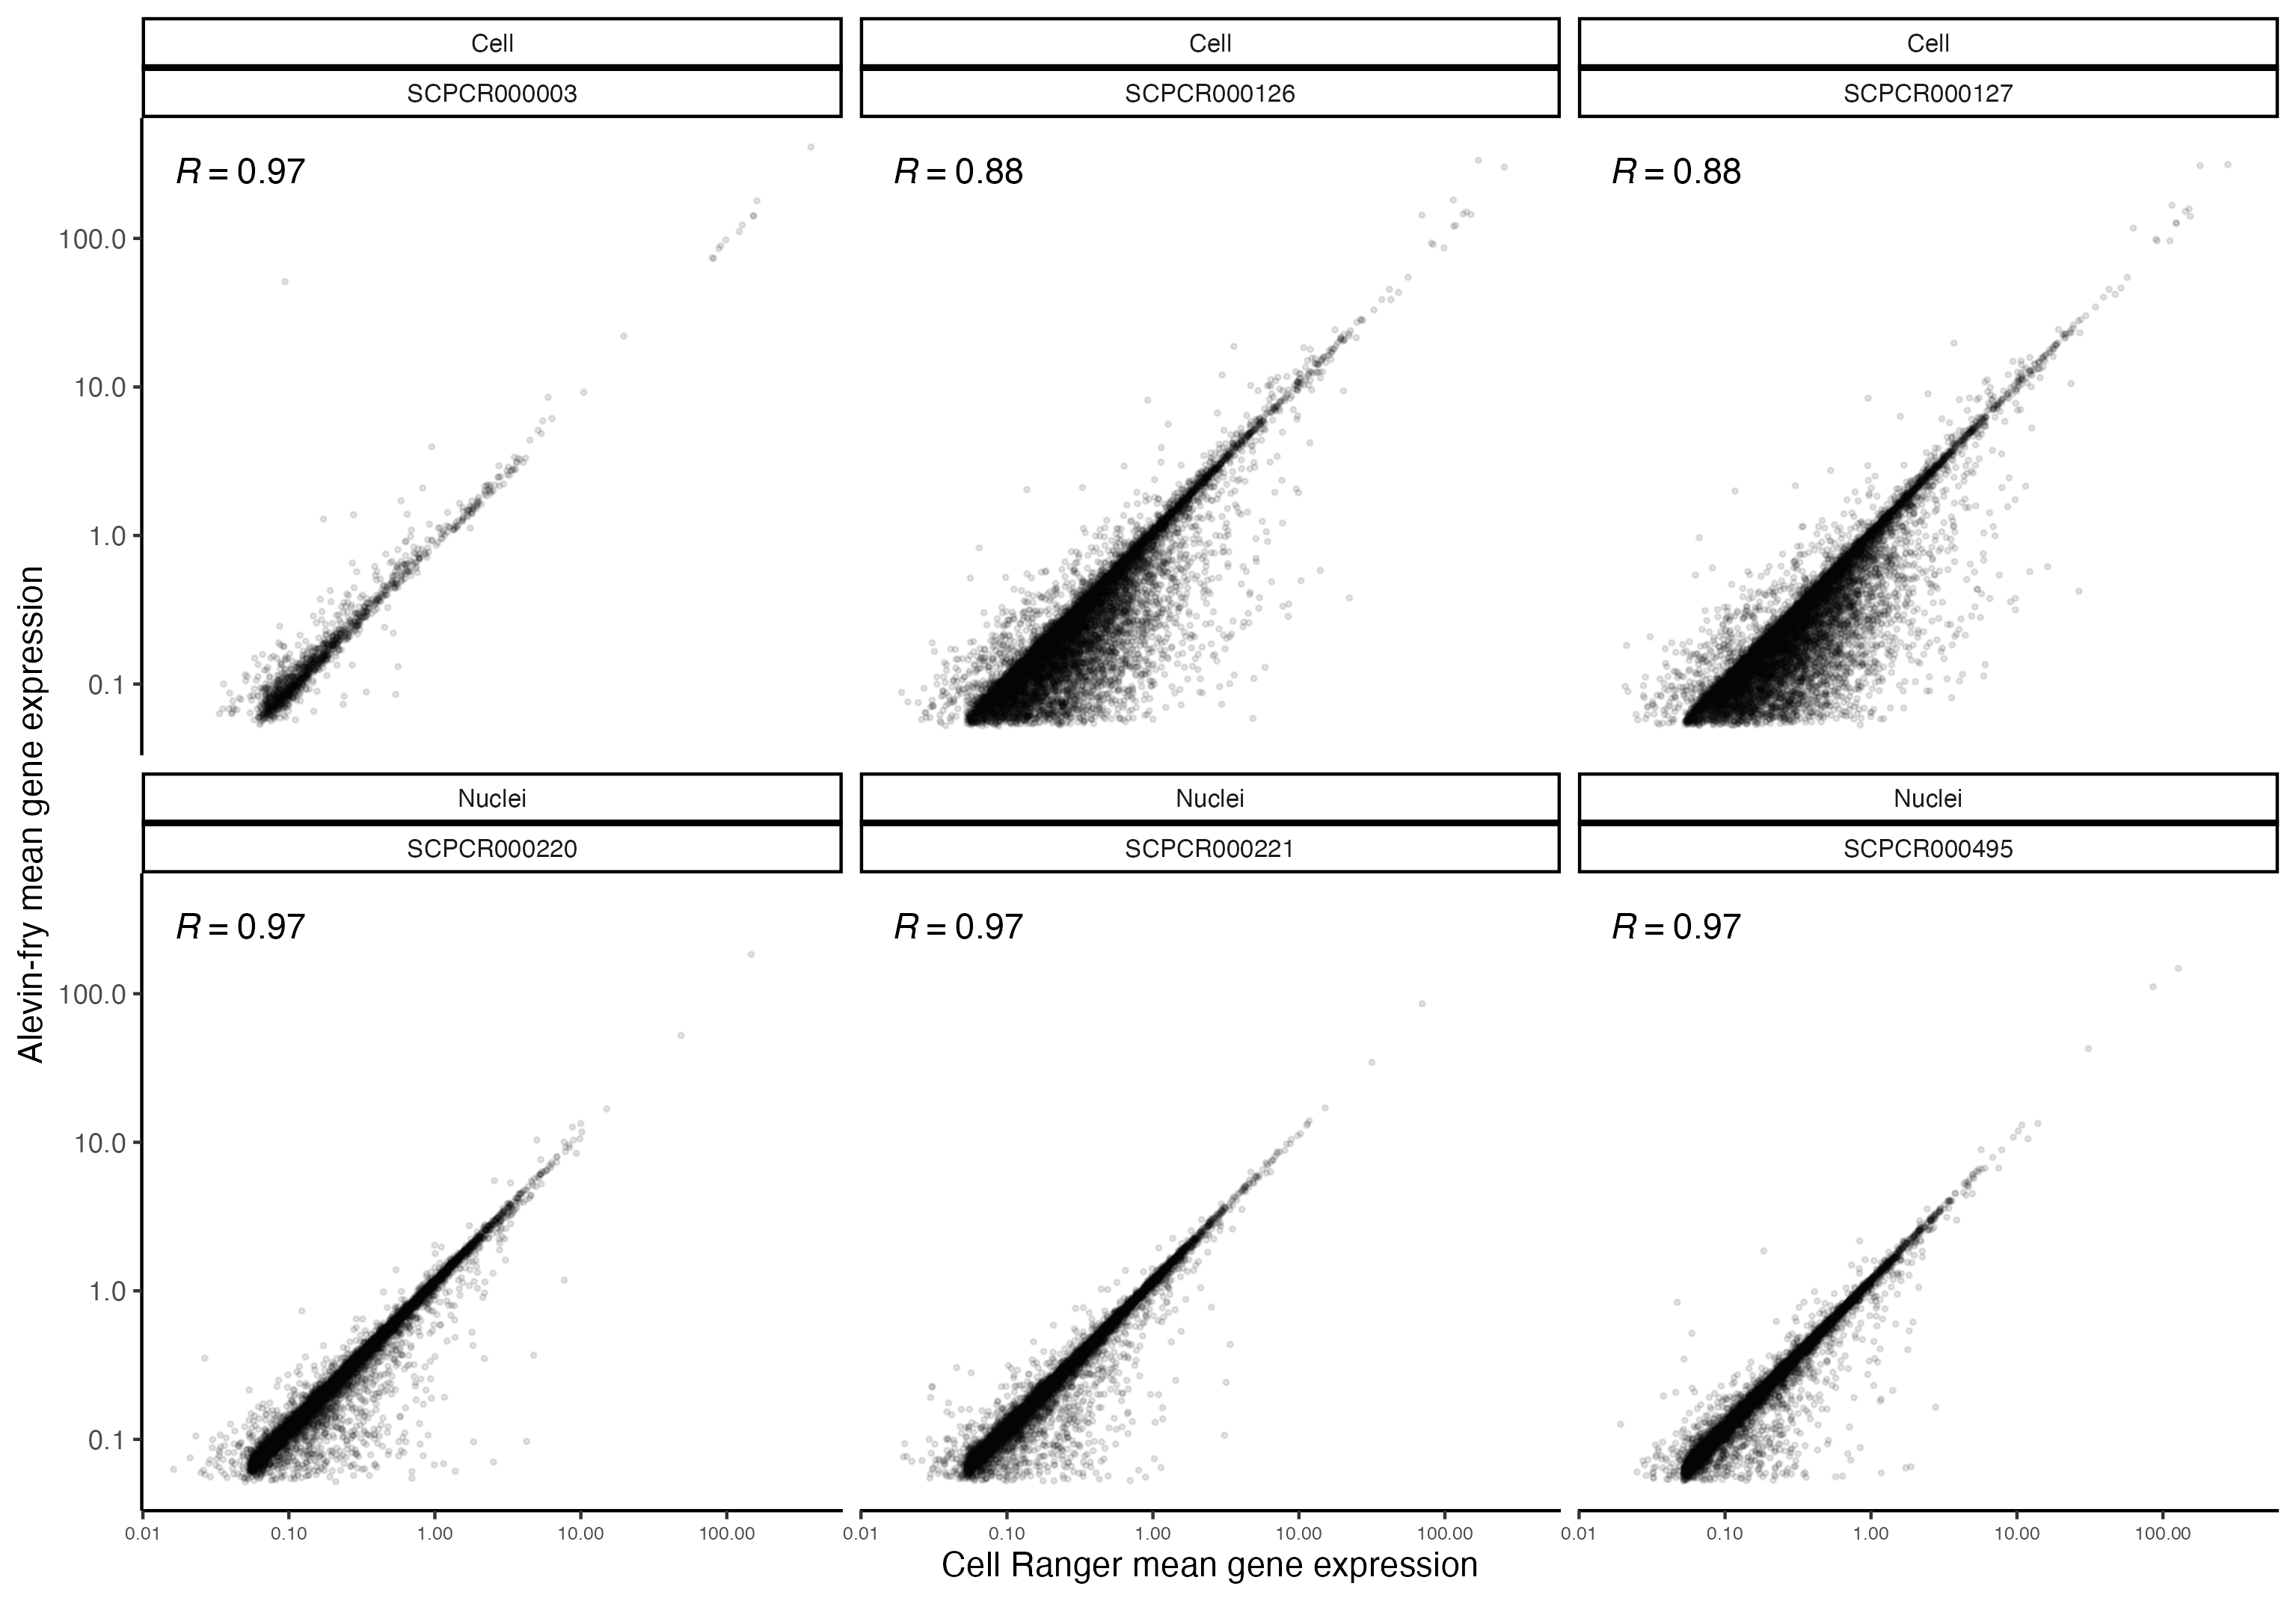 Cell
Cell
Cell
SCPCR000003
SCPCR000126
SCPCR000127
R = 0.97
R = 0.88
R = 0.88
100.0
10.0
1.0
0.1
Alevin-fry mean gene expression
Nuclei
Nuclei
Nuclei
SCPCR000220
SCPCR000221
SCPCR000495
R = 0.97
R = 0.97
R = 0.97
100.0
10.0
1.0
0.1
0.01 0.10 1.00 10.00 100.00
0.01 0.10 1.00 10.00 100.00
0.01 0.10 1.00 10.00 100.00
Cell Ranger mean gene expression